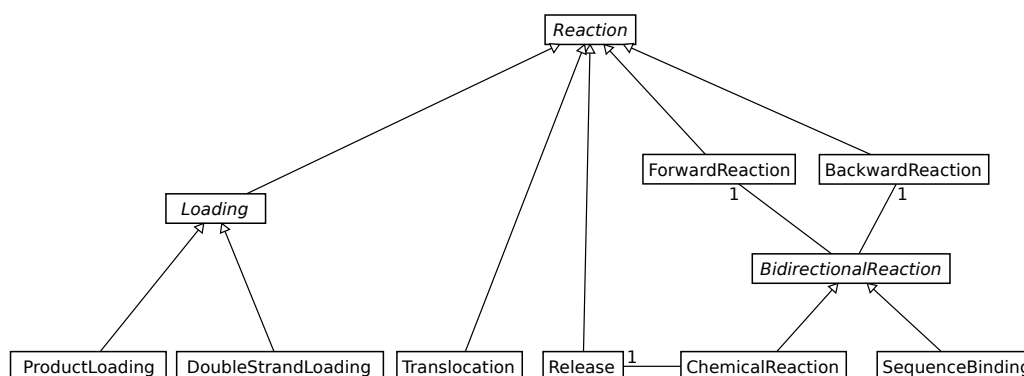 Reaction
ForwardReaction
BackwardReaction
1
1
Loading
BidirectionalReaction
ProductLoading
DoubleStrandLoading
Translocation
Release
1
ChemicalReaction
SequenceBinding